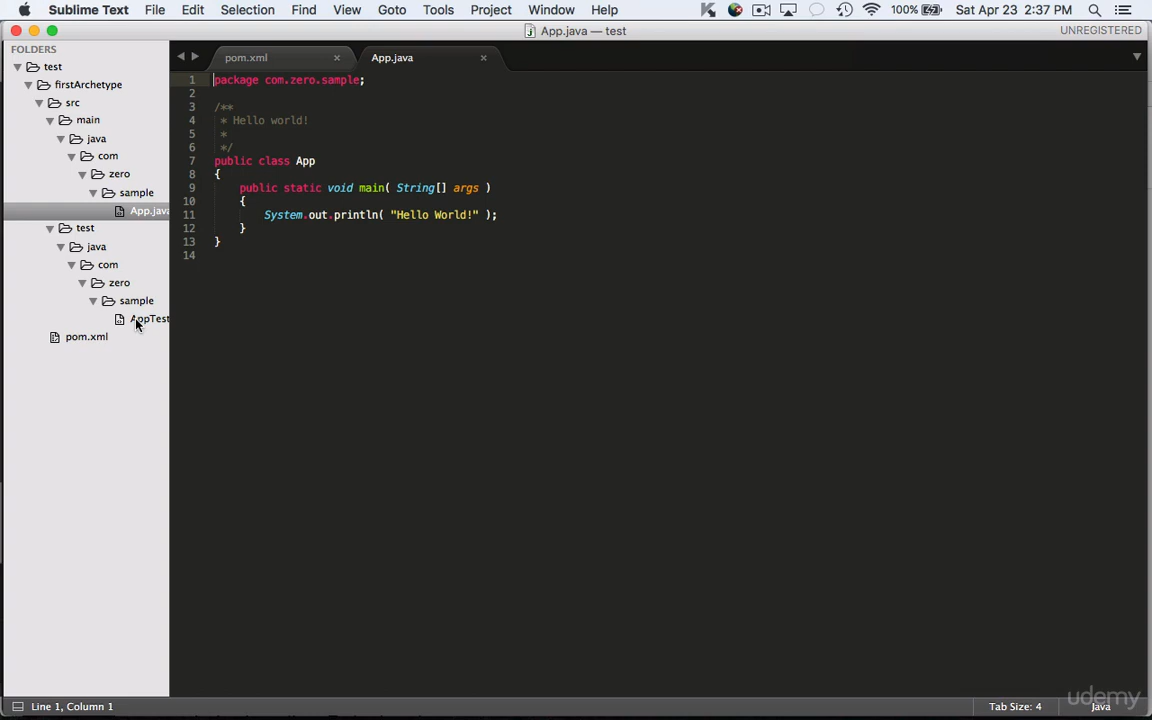 Sublime Text File Edit Selection Find View Goto Tools Project Window Help 100% Sat Apr 23 2:37 PM
App.java — test UNREGISTERED
FOLDERS
test
firstArchetype
src
main
java
com
zero
sample
App.java
test
java
com
zero
sample
AppTest
pom.xml
pom.xml × App.java ×
1 package com.zero.sample;
2
3 /**
4 * Hello world!
5 *
6 */
7 public class App
8 {
9 public static void main( String[] args )
10 {
11 System.out.println( "Hello World!" );
12 }
13 }
14
Line 1, Column 1 Tab Size: 4 Java
udemy